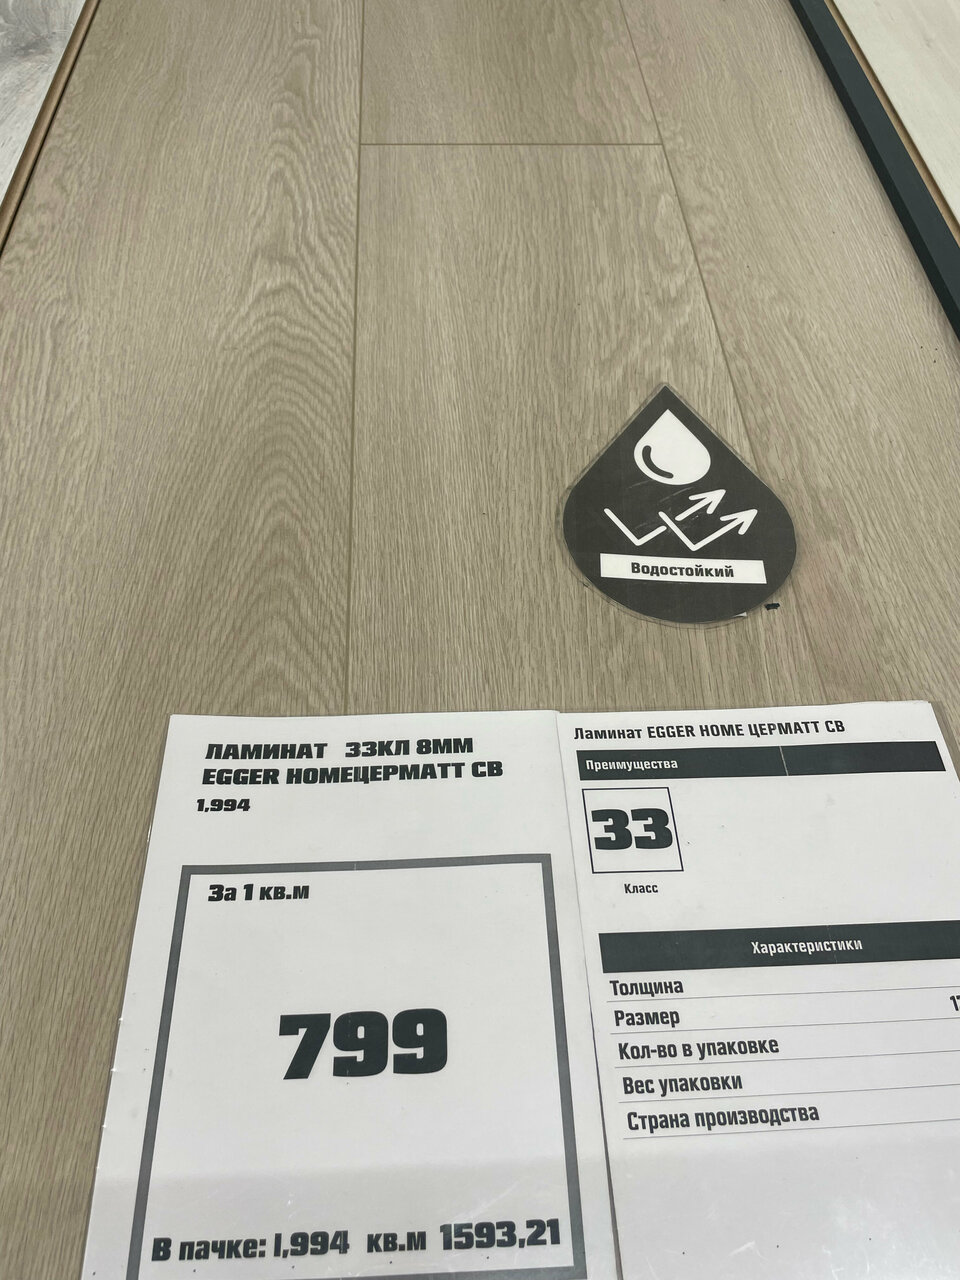 Водостойкий
ЛАМИНАТ 33КЛ 8ММ
EGGER HOMEЦЕРМАТТ СВ
1,994
За 1 кв.м
799
В пачке: 1,994 кв.м 1593,21
Ламинат EGGER HOME ЦЕРМАТТ СВ
Преимущества
33
Класс
Характеристики
Толщина
Размер
Кол-во в упаковке
Вес упаковки
Страна производства